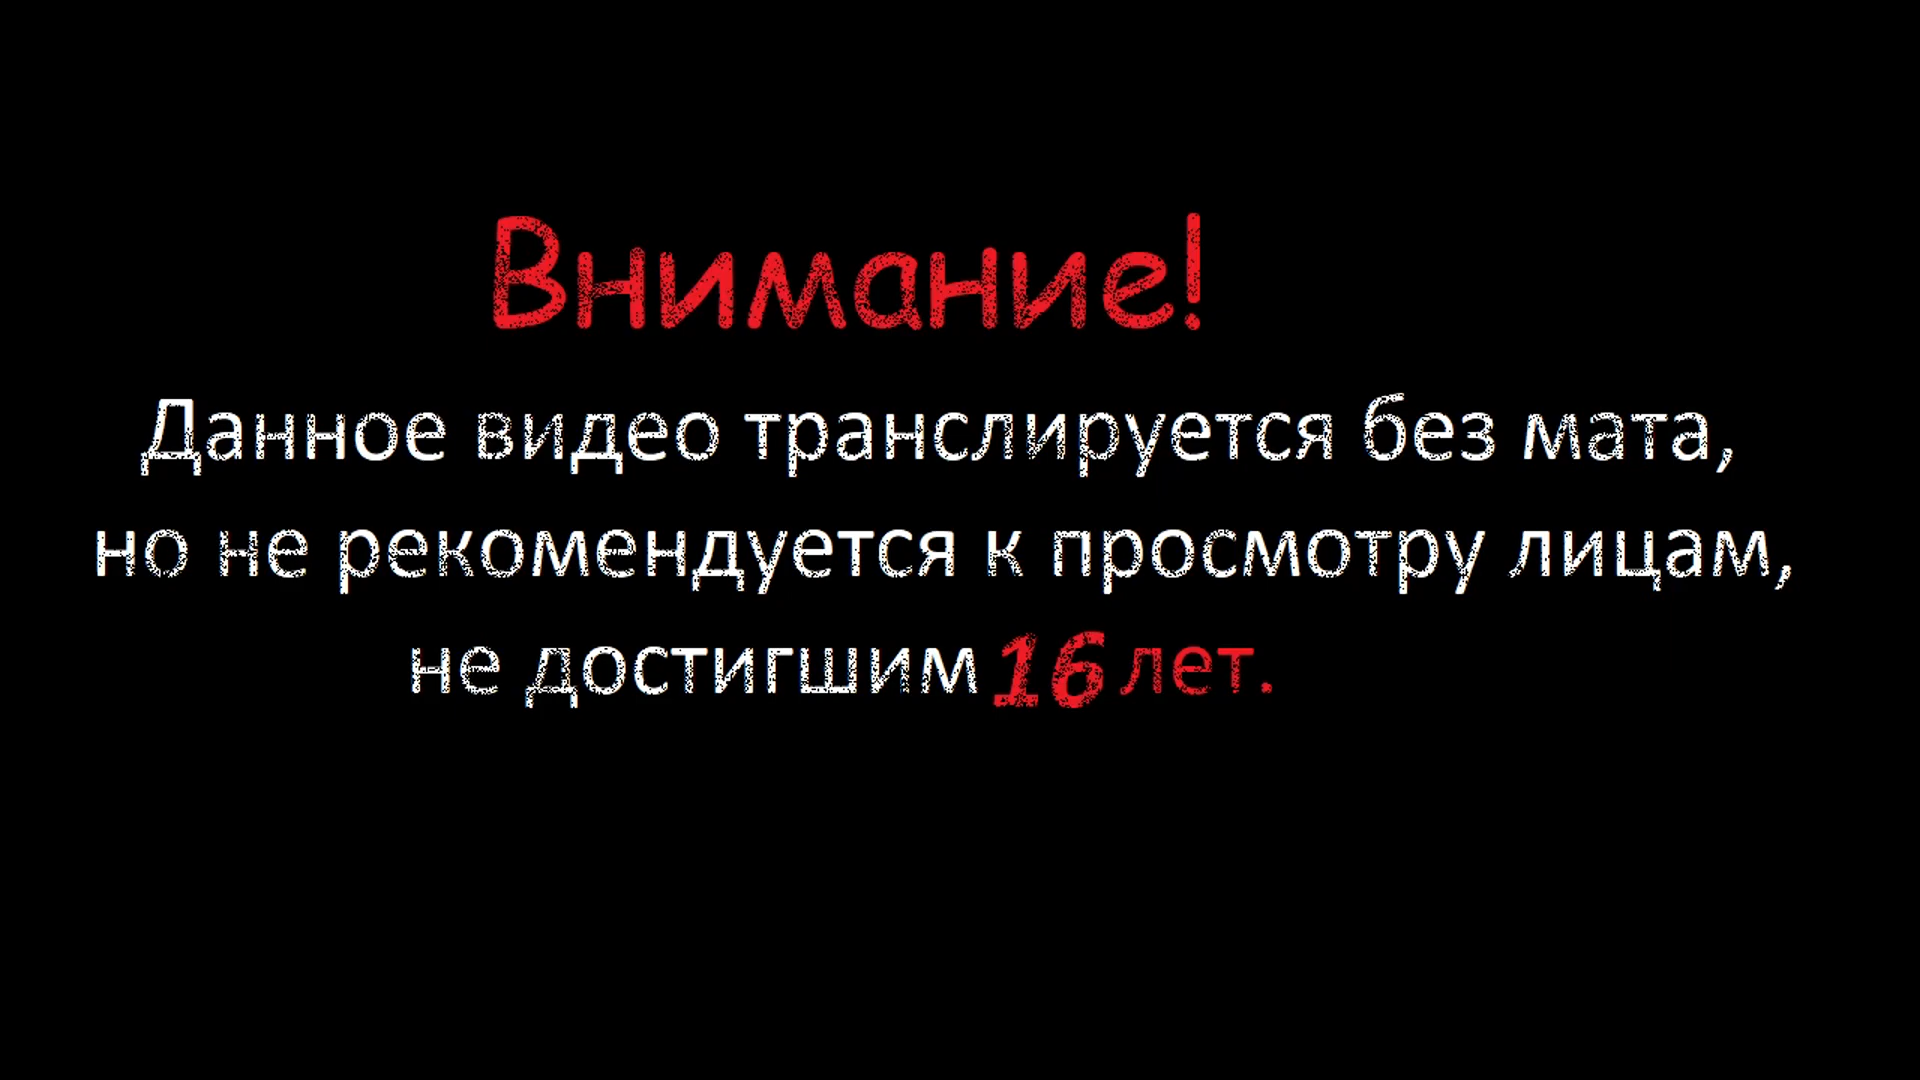 Внимание!
Данное видео транслируется без мата,
но не рекомендуется к просмотру лицам,
не достигшим 16 лет.